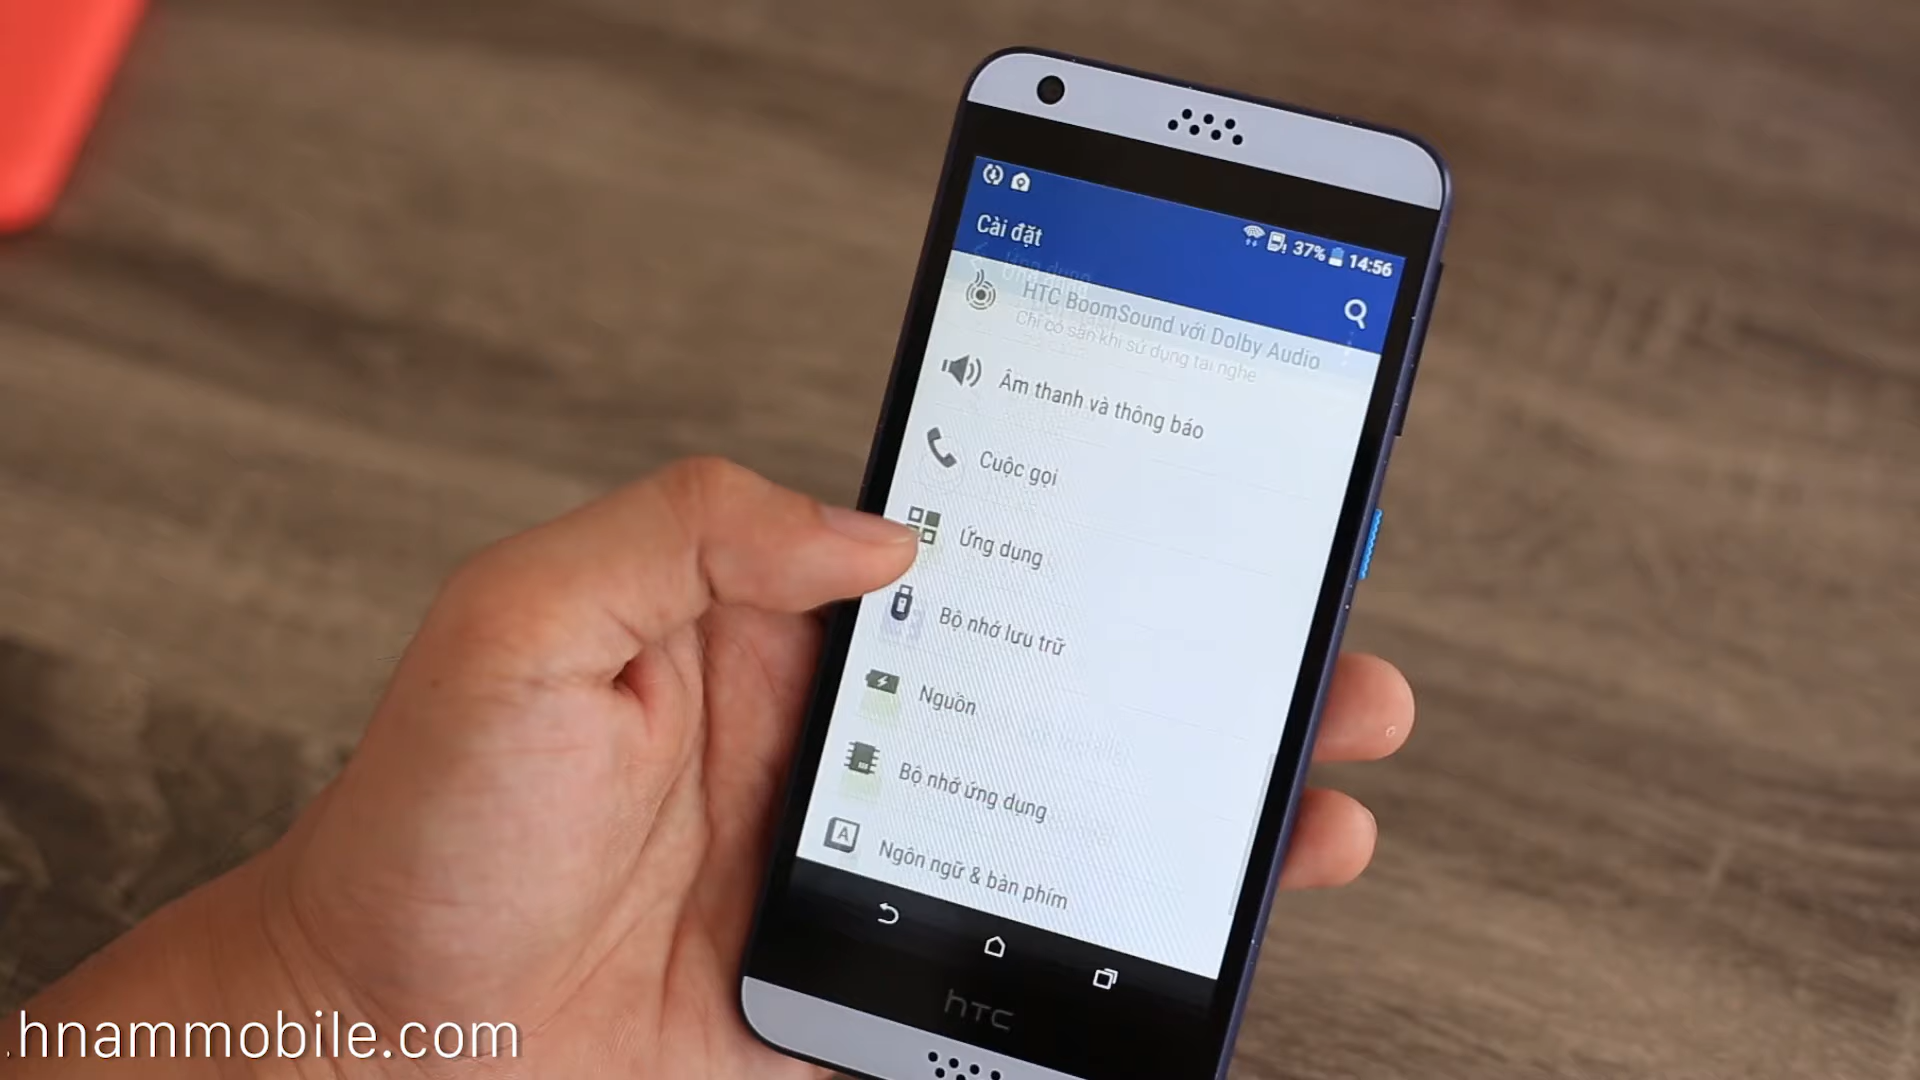 37% 14:56
Cài đặt
Ứng dụng
HTC BoomSound với Dolby Audio
Chỉ có sẵn khi sử dụng tai nghe
Âm thanh và thông báo
Cuộc gọi
Ứng dụng
Bộ nhớ lưu trữ
Nguồn
Bộ nhớ ứng dụng
A
Ngôn ngữ & bàn phím
hTC
.hnammobile.com